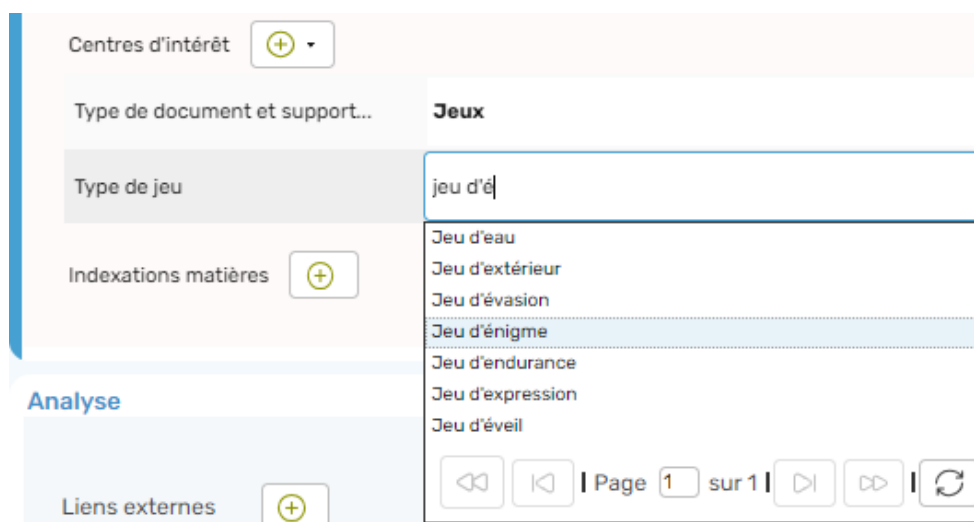 Centres d'intérêt
Type de document et support... Jeux
Type de jeu jeu d'é
Jeu d'eau
Jeu d'extérieur
Jeu d'évasion
Jeu d'énigme
Jeu d'endurance
Jeu d'expression
Jeu d'éveil
Indexations matières
Page 1 sur 1
Analyse
Liens externes